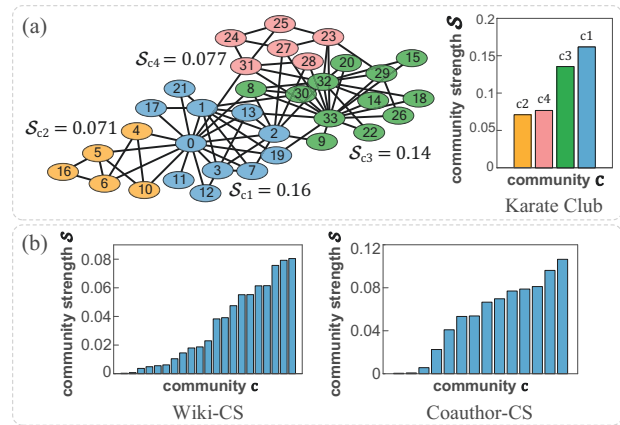 (a)
25
24
23
27
𝒮c4 = 0.077
31
28
20
15
32
29
21
8
30
17
1
13
14
18
𝒮c2 = 0.071
4
33
26
0
2
22
5
9
19
𝒮c3 = 0.14
16
3
7
6
10
11
12
𝒮c1 = 0.16
community strength 𝒮
0.2
0.15
0.1
0.05
0
c2
c4
c3
c1
community c
Karate Club
(b)
community strength 𝒮
0.08
0.06
0.04
0.02
0
community c
Wiki-CS
community strength 𝒮
0.12
0.08
0.04
0
community c
Coauthor-CS